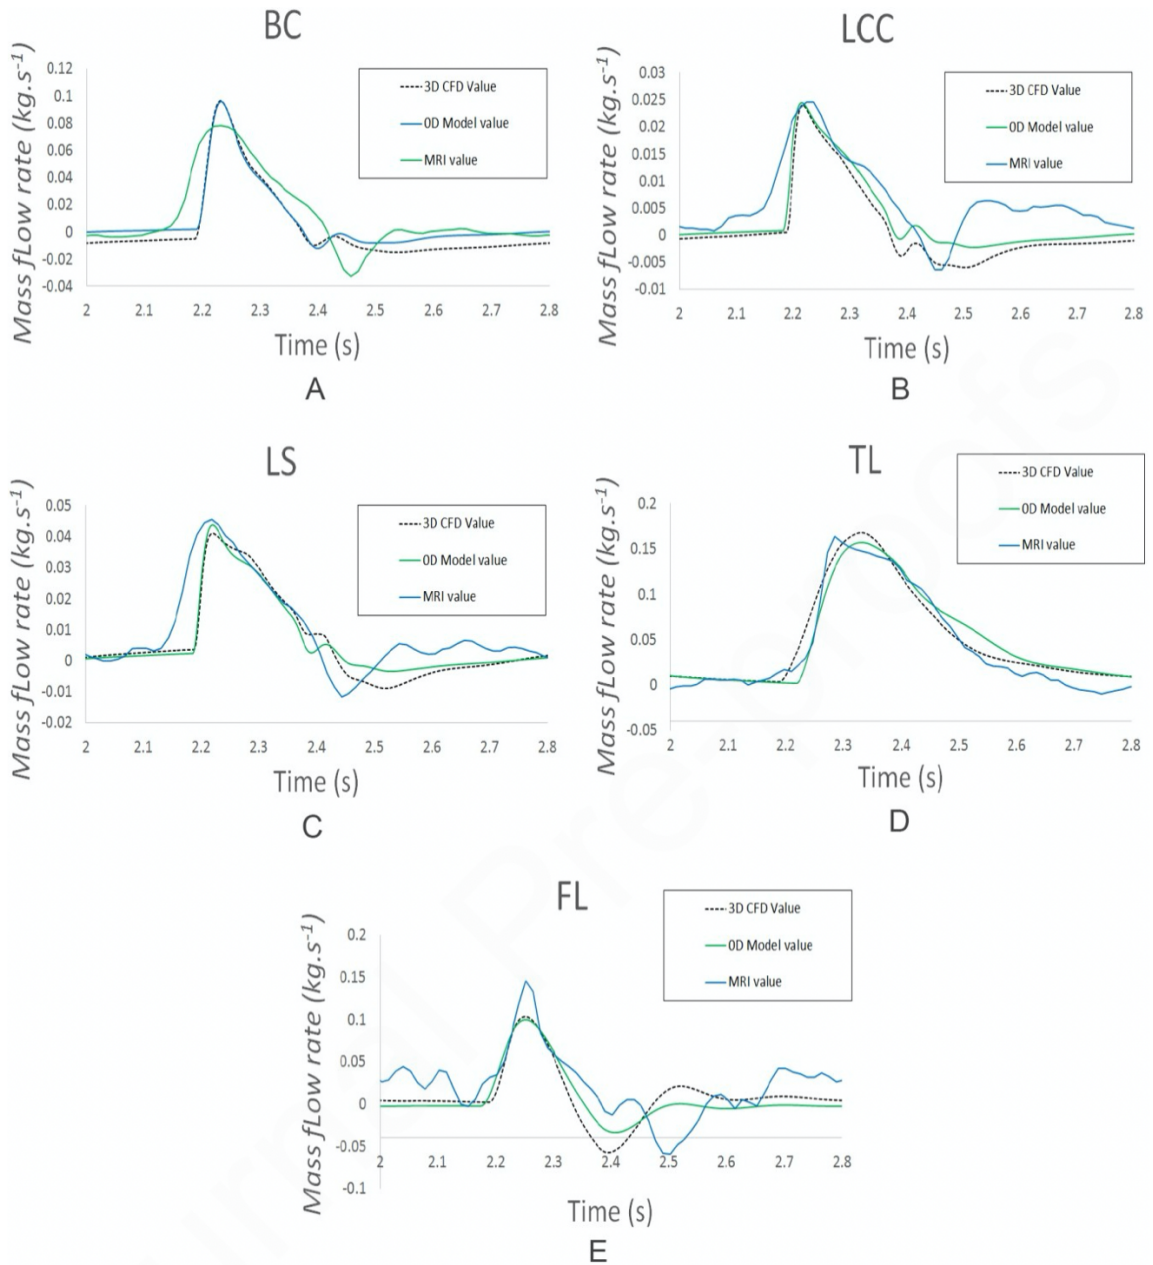 BC
Mass fLow rate (kg.s⁻¹)
0.12
0.1
0.08
0.06
0.04
0.02
0
-0.02
-0.04
3D CFD Value
0D Model value
MRI value
2 2.1 2.2 2.3 2.4 2.5 2.6 2.7 2.8
Time (s)
A
LCC
Mass fLow rate (kg.s⁻¹)
0.03
0.025
0.02
0.015
0.01
0.005
0
-0.005
-0.01
3D CFD Value
0D Model value
MRI value
2 2.1 2.2 2.3 2.4 2.5 2.6 2.7 2.8
Time (s)
B
LS
Mass fLow rate (kg.s⁻¹)
0.05
0.04
0.03
0.02
0.01
0
-0.01
-0.02
3D CFD Value
0D Model value
MRI value
2 2.1 2.2 2.3 2.4 2.5 2.6 2.7 2.8
Time (s)
C
TL
Mass fLow rate (kg.s⁻¹)
0.2
0.15
0.1
0.05
0
-0.05
3D CFD Value
0D Model value
MRI value
2 2.1 2.2 2.3 2.4 2.5 2.6 2.7 2.8
Time (s)
D
FL
Mass fLow rate (kg.s⁻¹)
0.2
0.15
0.1
0.05
0
-0.05
-0.1
3D CFD Value
0D Model value
MRI value
2 2.1 2.2 2.3 2.4 2.5 2.6 2.7 2.8
Time (s)
E
Pre-proofs